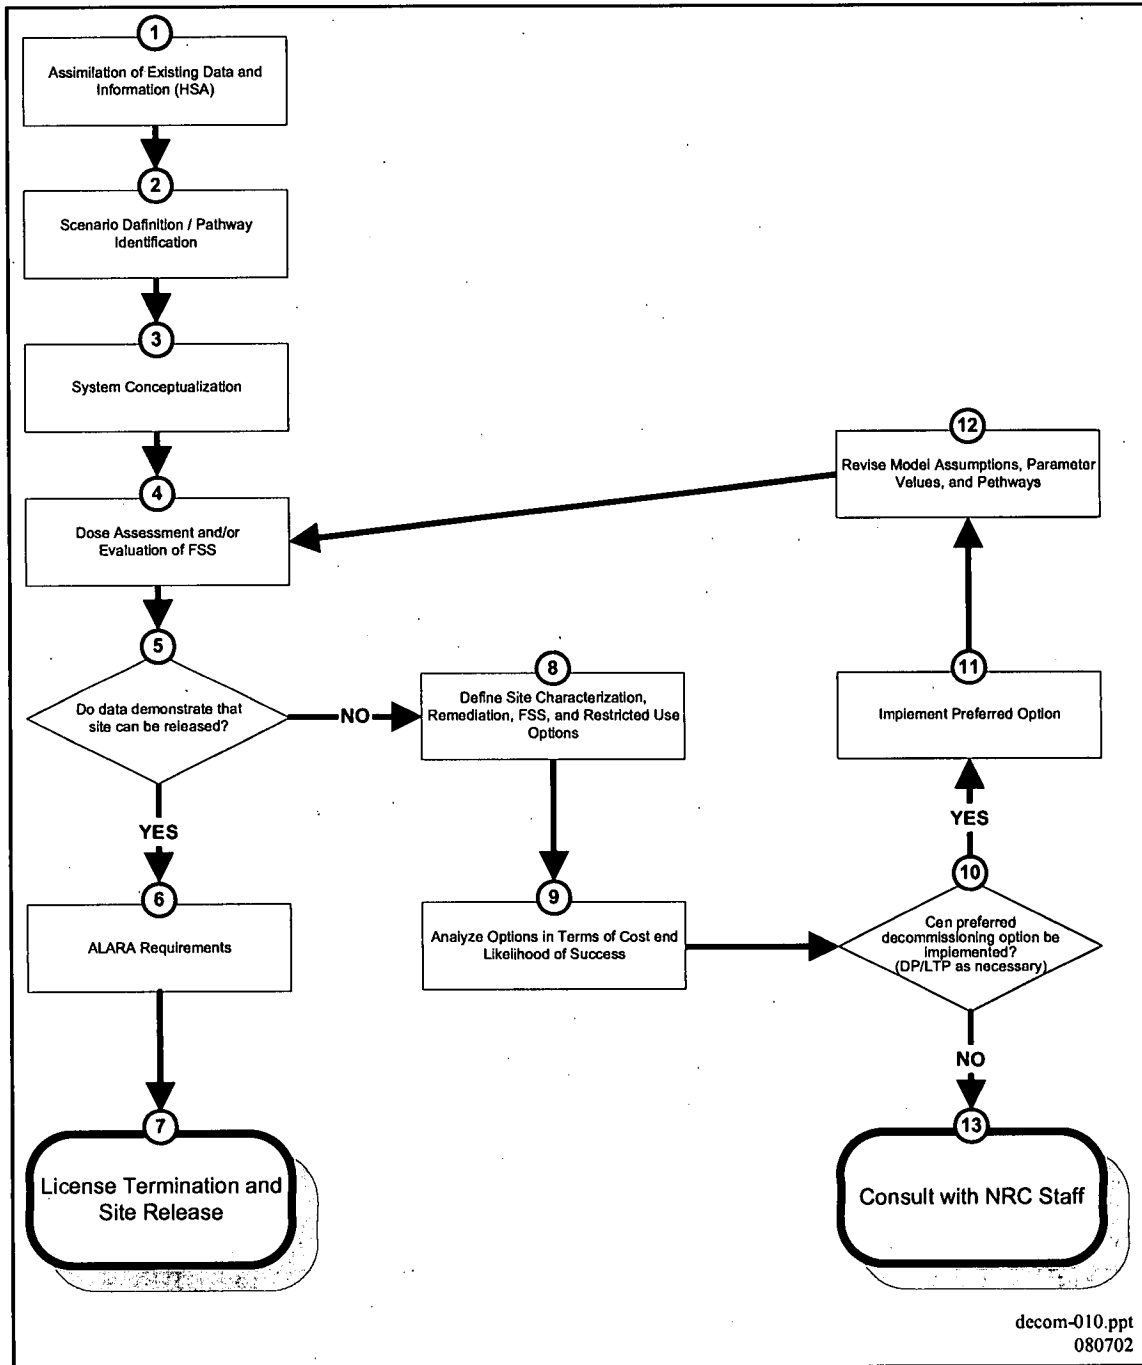 1
Assimilation of Existing Data and
Information (HSA)
2
Scenario Dafinition / Pathway
Identification
3
System Conceptualization
4
Dose Assessment and/or
Evaluation of FSS
5
Do data demonstrate that
site can be released?
NO
YES
6
ALARA Requirements
7
License Termination and
Site Release
8
Define Site Characterization,
Remediation, FSS, and Restricted Use
Options
9
Analyze Options in Terms of Cost end
Likelihood of Success
10
Cen preferred
decommissioning option be
implemented?
(DP/LTP as necessary)
YES
NO
11
Implement Preferred Option
12
Revise Model Assumptions, Parameter
Velues, and Pathways
13
Consult with NRC Staff
decom-010.ppt
080702